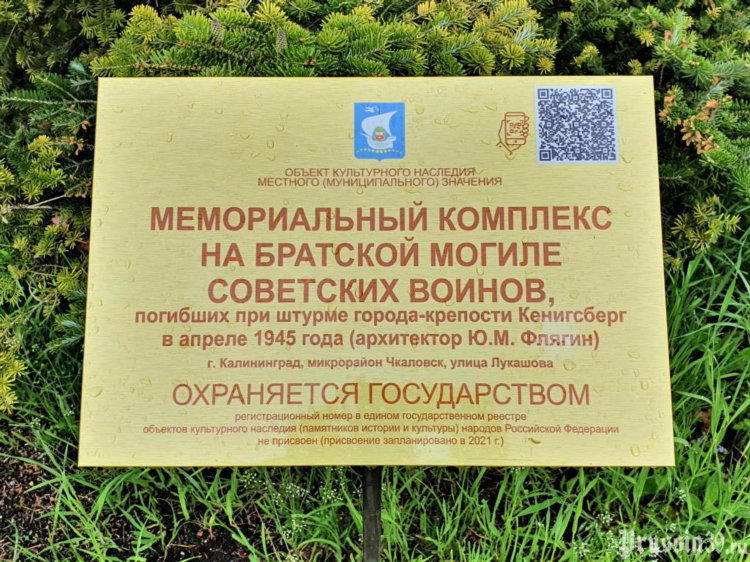 ОБЪЕКТ КУЛЬТУРНОГО НАСЛЕДИЯ
МЕСТНОГО (МУНИЦИПАЛЬНОГО) ЗНАЧЕНИЯ
МЕМОРИАЛЬНЫЙ КОМПЛЕКС
НА БРАТСКОЙ МОГИЛЕ
СОВЕТСКИХ ВОИНОВ,
погибших при штурме города-крепости Кенигсберг
в апреле 1945 года (архитектор Ю.М. Флягин)
г. Калининград, микрорайон Чкаловск, улица Лукашова
ОХРАНЯЕТСЯ ГОСУДАРСТВОМ
регистрационный номер в едином государственном реестре
объектов культурного наследия (памятников истории и культуры) народов Российской Федерации
не присвоен (присвоение запланировано в 2021 г.)
Prussia39.ru